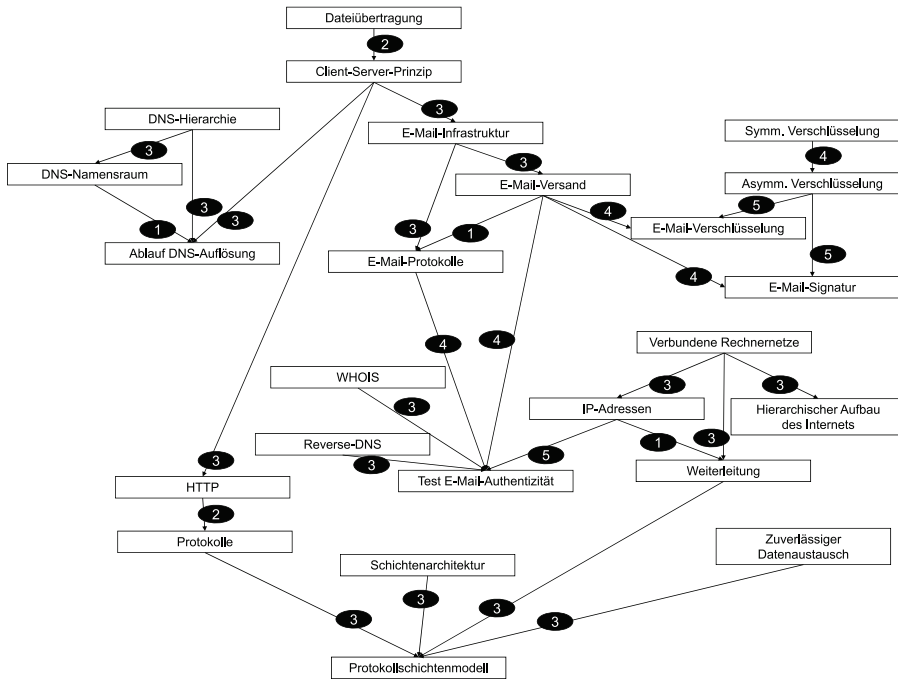 Dateiübertragung
2
Client-Server-Prinzip
3
DNS-Hierarchie
E-Mail-Infrastruktur
Symm. Verschlüsselung
3
3
4
DNS-Namensraum
E-Mail-Versand
Asymm. Verschlüsselung
3
3
4
5
1
3
1
E-Mail-Verschlüsselung
Ablauf DNS-Auflösung
E-Mail-Protokolle
4
5
E-Mail-Signatur
4
4
Verbundene Rechnernetze
WHOIS
3
3
3
IP-Adressen
Hierarchischer Aufbau
des Internets
Reverse-DNS
3
5
1
3
3
Test E-Mail-Authentizität
Weiterleitung
HTTP
2
Protokolle
Zuverlässiger
Datenaustausch
Schichtenarchitektur
3
3
3
3
Protokollschichtenmodell